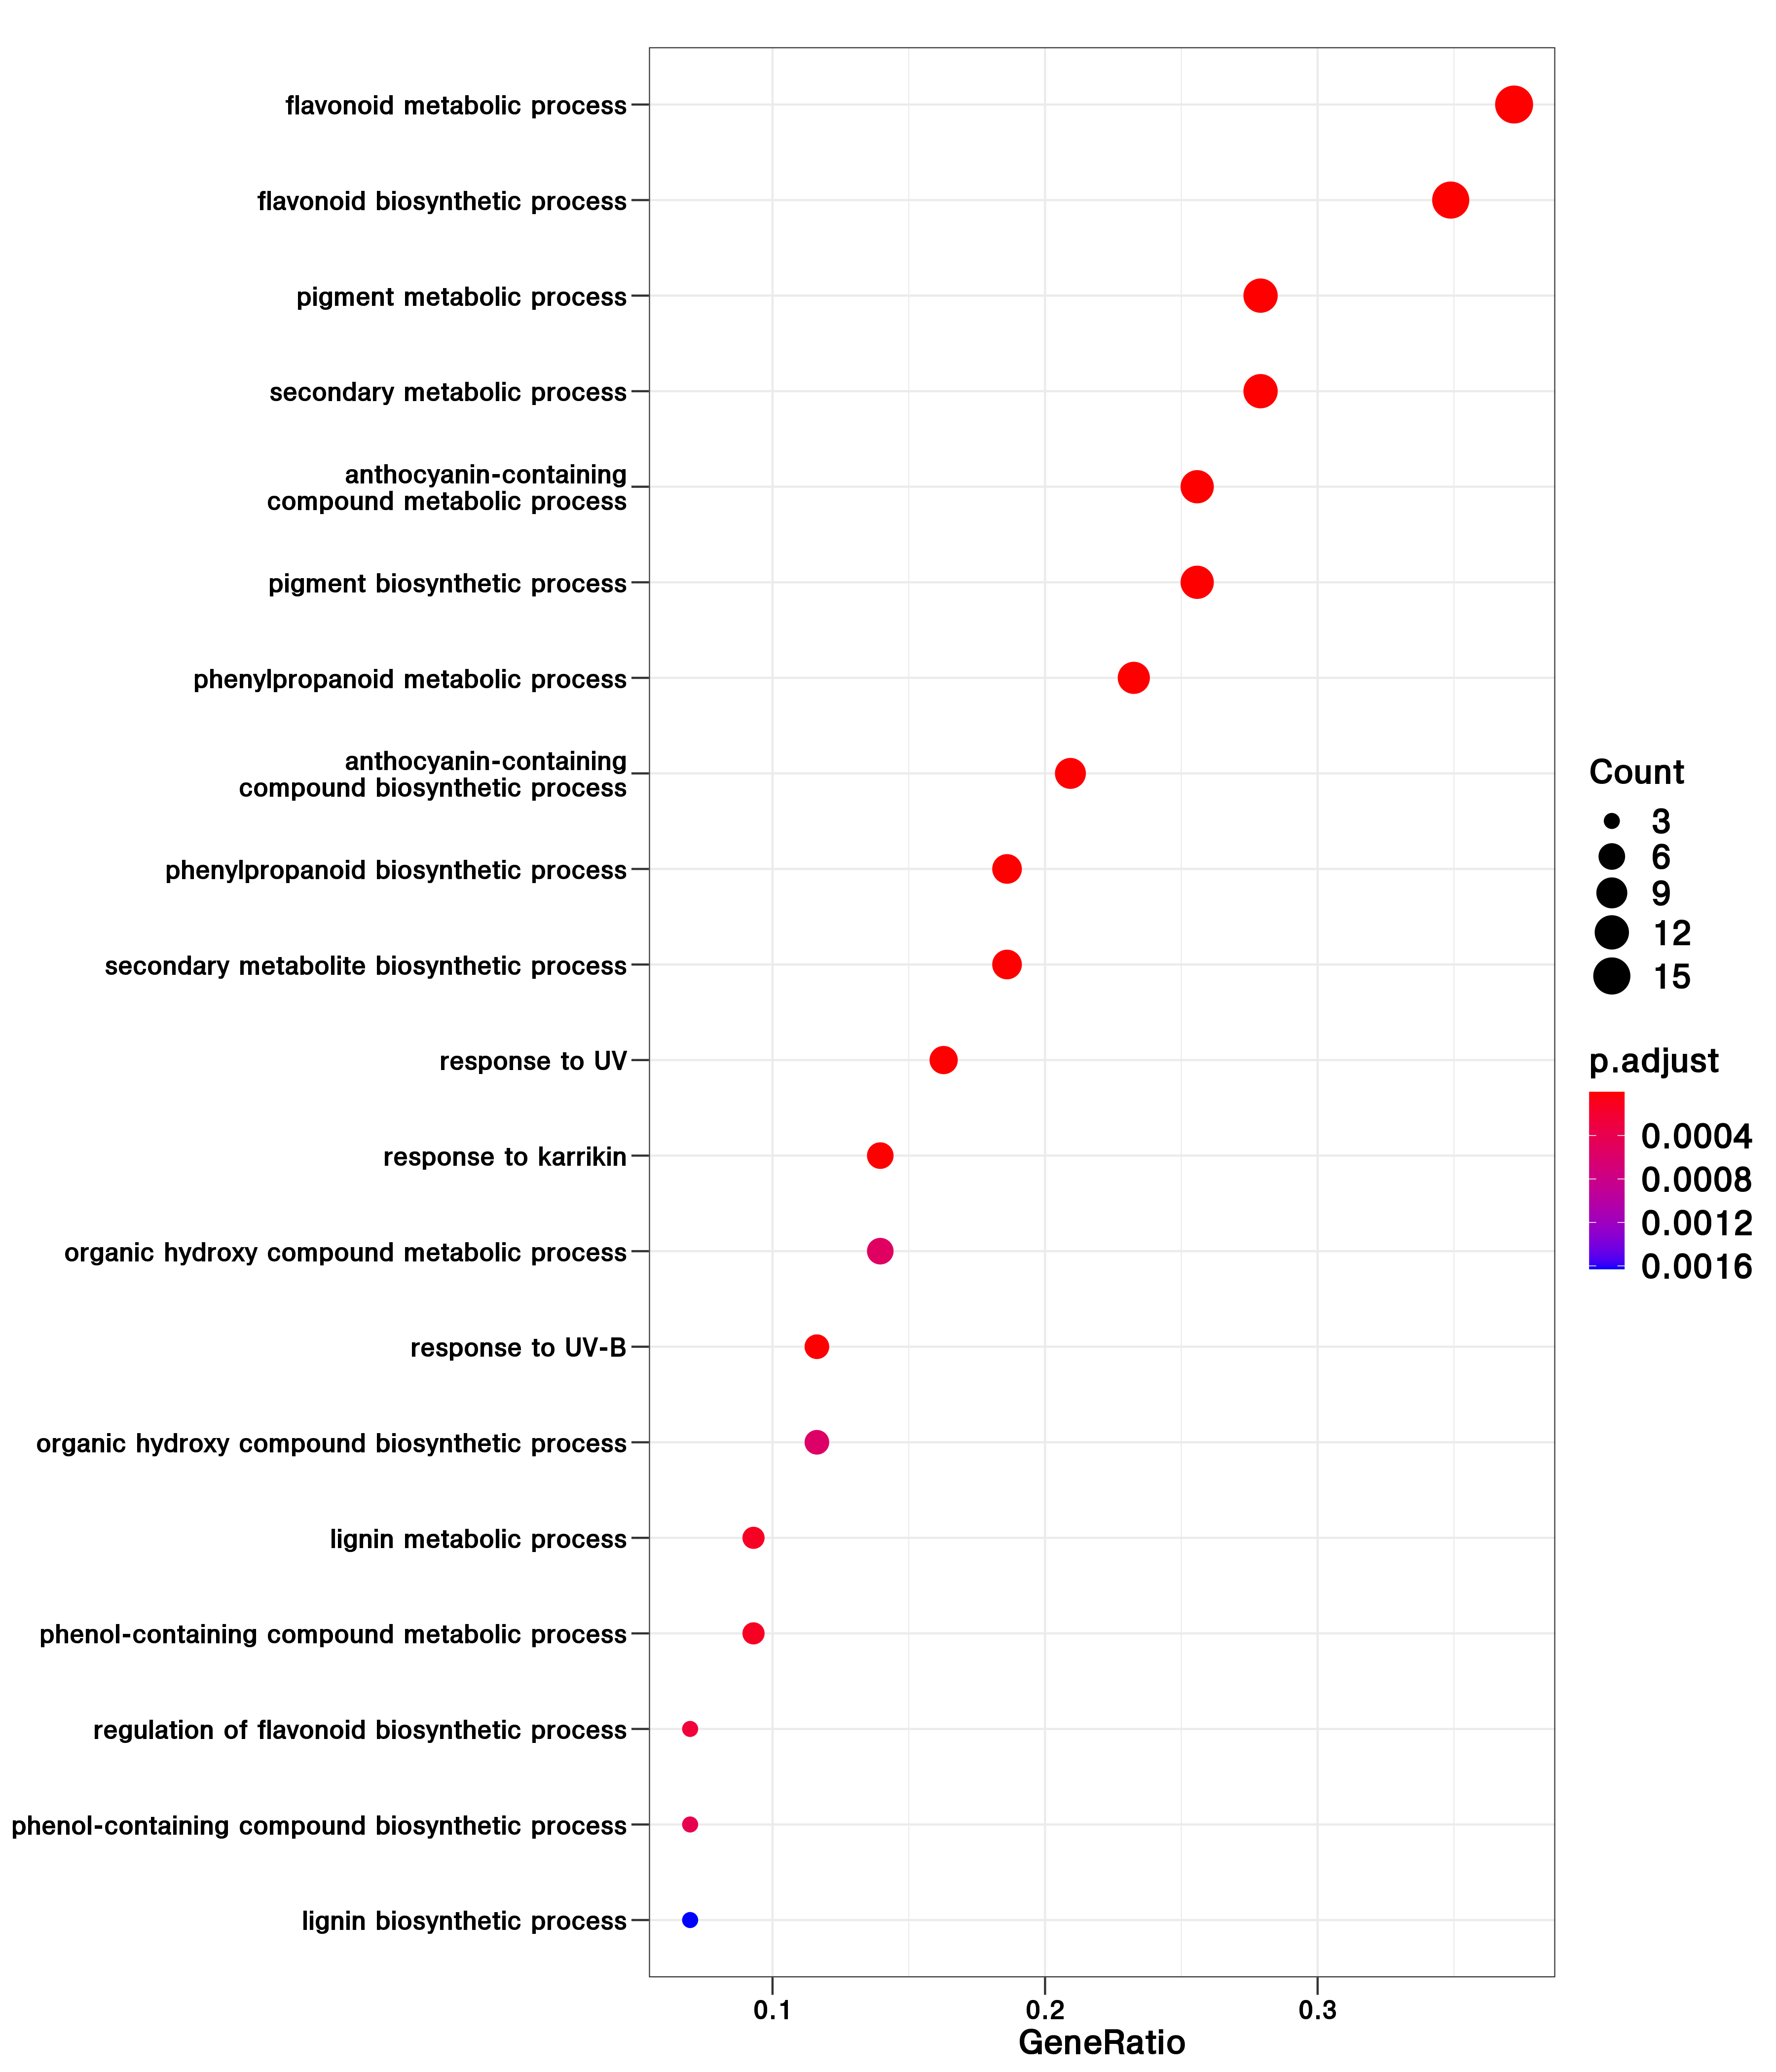 flavonoid metabolic process
flavonoid biosynthetic process
pigment metabolic process
secondary metabolic process
anthocyanin-containing
compound metabolic process
pigment biosynthetic process
phenylpropanoid metabolic process
anthocyanin-containing
compound biosynthetic process
phenylpropanoid biosynthetic process
secondary metabolite biosynthetic process
response to UV
response to karrikin
organic hydroxy compound metabolic process
response to UV-B
organic hydroxy compound biosynthetic process
lignin metabolic process
phenol-containing compound metabolic process
regulation of flavonoid biosynthetic process
phenol-containing compound biosynthetic process
lignin biosynthetic process
0.1 0.2 0.3
GeneRatio
Count
3
6
9
12
15
p.adjust
0.0004
0.0008
0.0012
0.0016